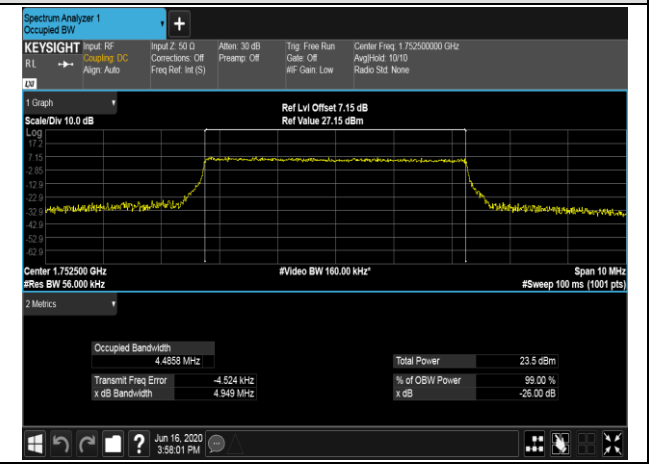 Spectrum Analyzer 1
Occupied BW
+
KEYSIGHT Input: RF Input Z: 50 Ω Atten: 30 dB Trig: Free Run Center Freq: 1.752500000 GHz
RL Coupling: DC Corrections: Off Preamp: Off Gate: Off Avg|Hold: 10/10
Align: Auto Freq Ref: Int (S) #IF Gain: Low Radio Std: None
LXI
1 Graph
Ref Lvl Offset 7.15 dB
Scale/Div 10.0 dB Ref Value 27.15 dBm
Log
17.2
7.15
-2.85
-12.9
-22.9
-32.9
-42.9
-52.9
-62.9
Center 1.752500 GHz #Video BW 160.00 kHz* Span 10 MHz
#Res BW 56.000 kHz #Sweep 100 ms (1001 pts)
2 Metrics
Occupied Bandwidth
4.4858 MHz Total Power 23.5 dBm
Transmit Freq Error -4.524 kHz % of OBW Power 99.00 %
x dB Bandwidth 4.949 MHz x dB -26.00 dB
? Jun 16, 2020
3:58:01 PM